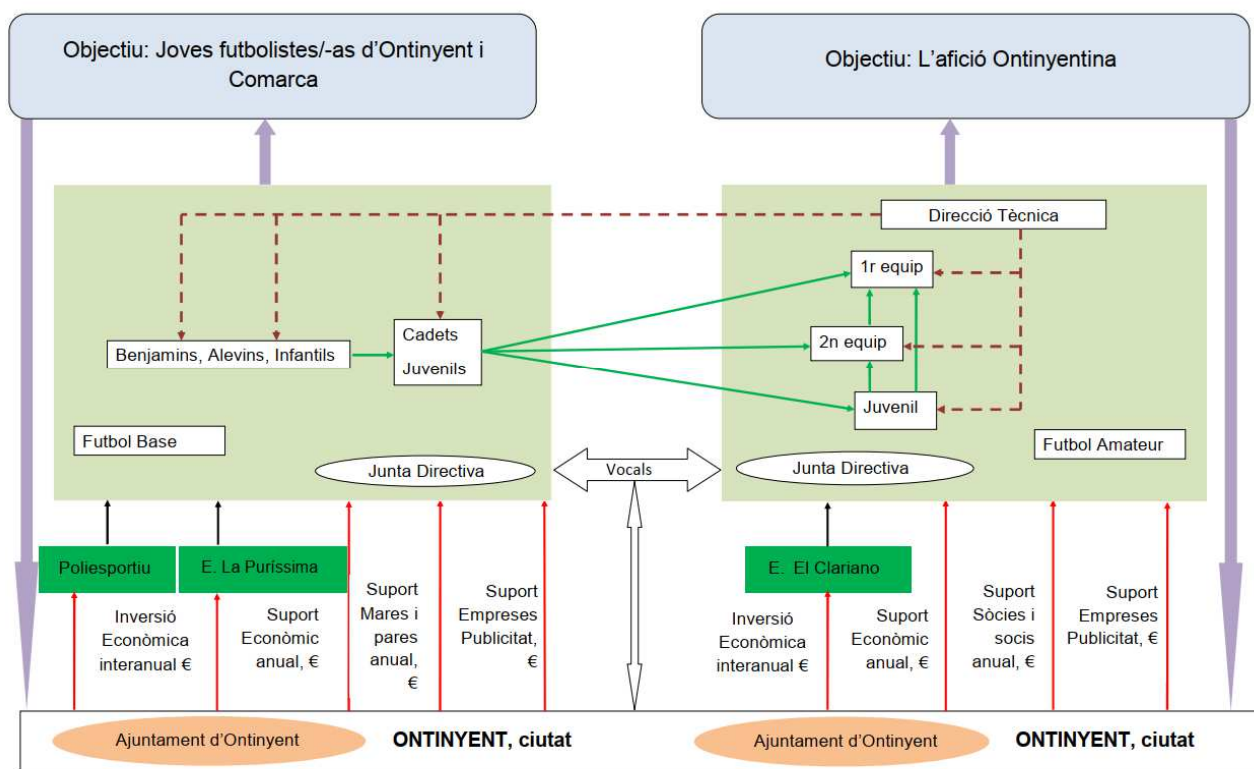 Objectiu: Joves futbolistes/-as d'Ontinyent i
Comarca
Objectiu: L'afició Ontinyentina
Direcció Tècnica
1r equip
2n equip
Juvenil
Cadets
Juvenils
Benjamins, Alevins, Infantils
Futbol Base
Junta Directiva
Vocals
Junta Directiva
Futbol Amateur
Poliesportiu
E. La Puríssima
E. El Clariano
Inversió
Econòmica
interanual €
Suport
Econòmic
anual, €
Suport
Mares i
pares
anual,
€
Suport
Empreses
Publicitat,
€
Inversió
Econòmica
interanual €
Suport
Econòmic
anual, €
Suport
Sòcies i
socis
anual, €
Suport
Empreses
Publicitat, €
Ajuntament d'Ontinyent
ONTINYENT, ciutat
Ajuntament d'Ontinyent
ONTINYENT, ciutat